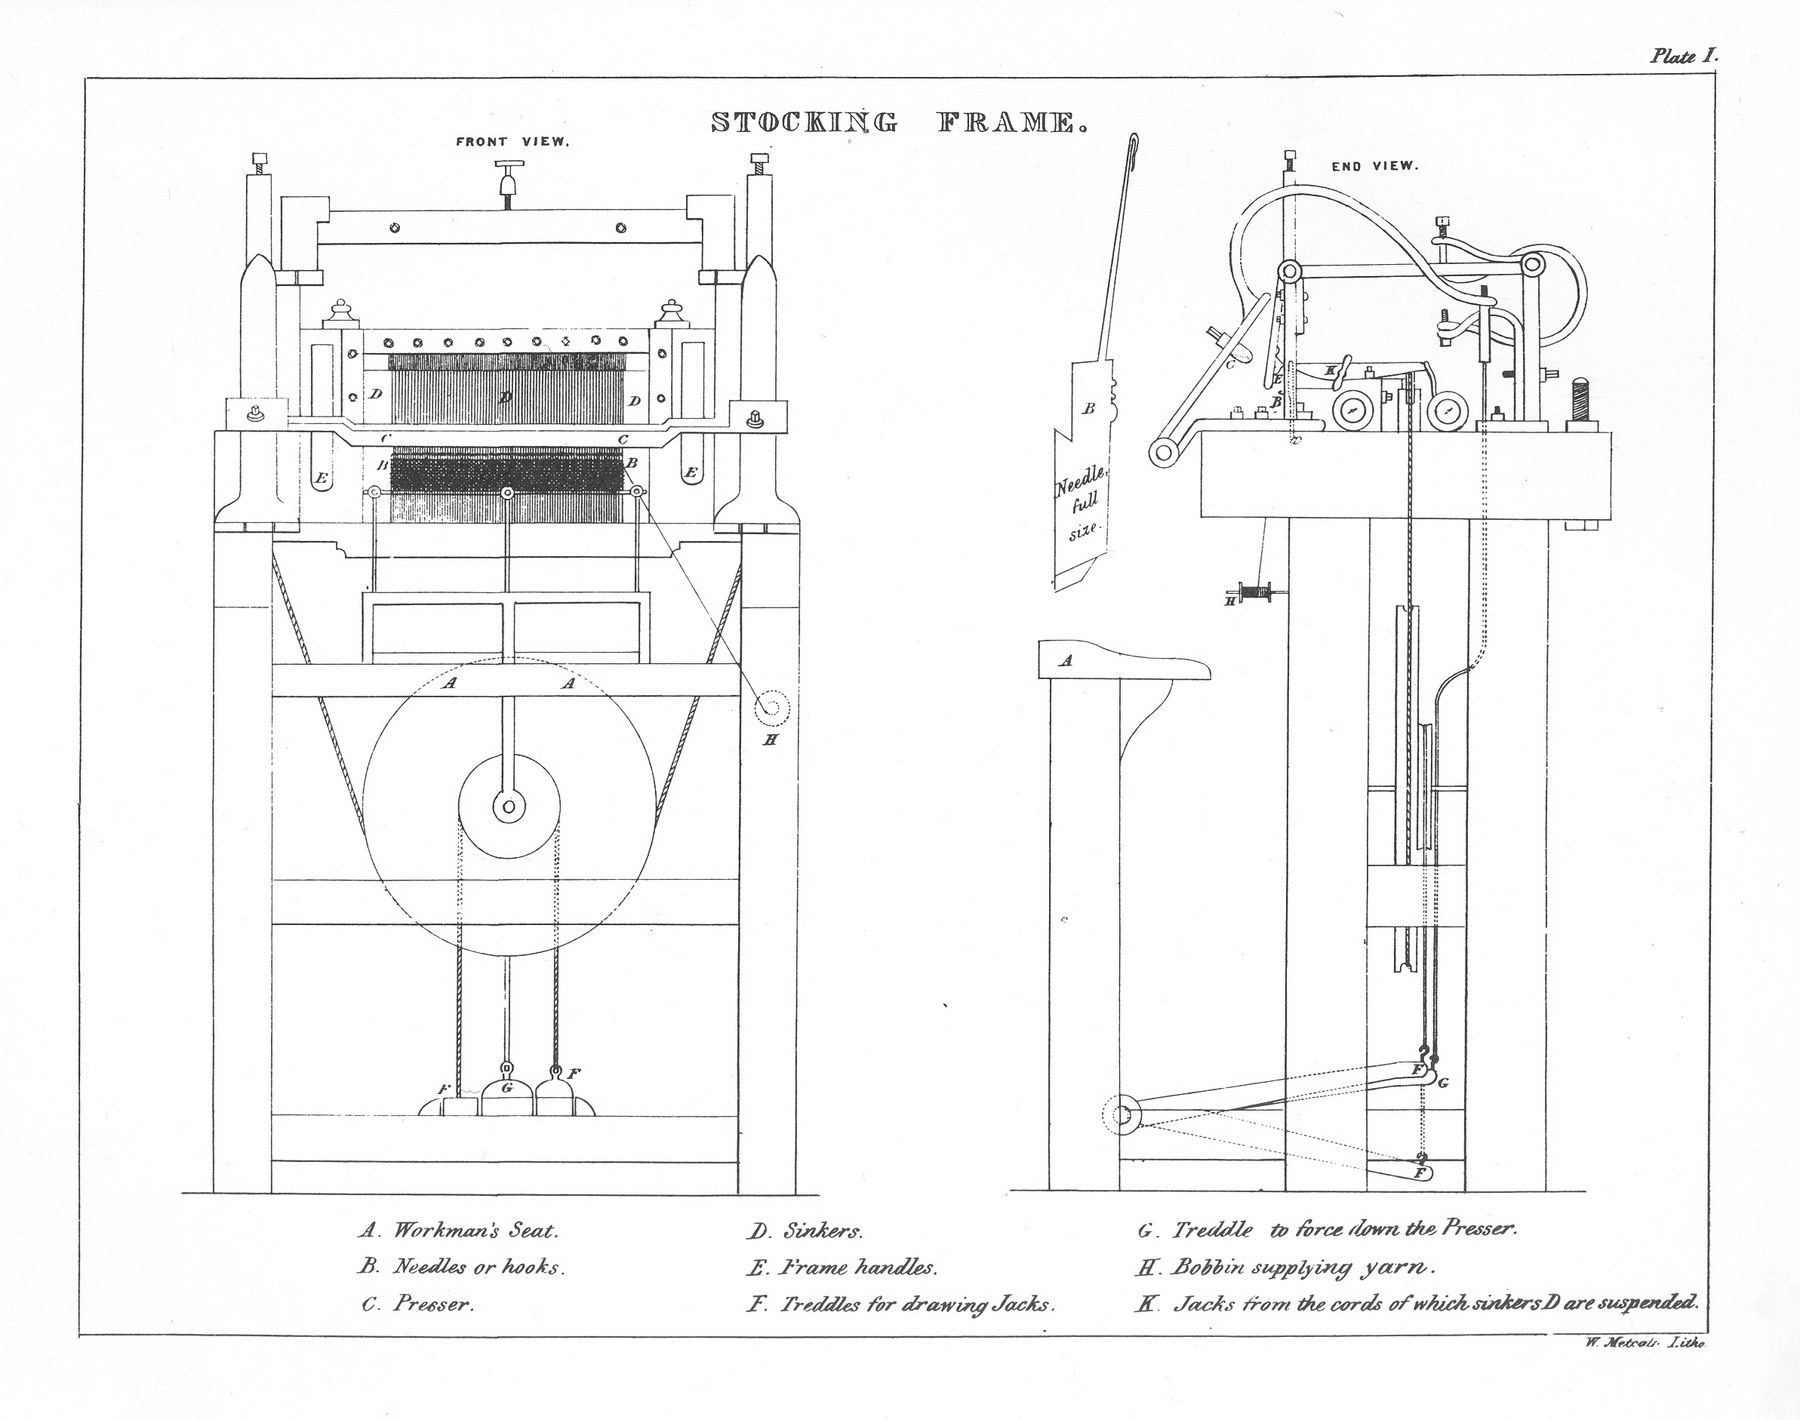 Plate I.
STOCKING FRAME.
FRONT VIEW.
END VIEW.
D
D
D
C
C
B
B
E
E
A
A
H
F
G
F
B
Needle,
full
size.
C
K
E
B
H
A
F
G
F
A. Workman's Seat.
B. Needles or hooks.
C. Presser.
D. Sinkers.
E. Frame handles.
F. Treddles for drawing Jacks.
G. Treddle to force down the Presser.
H. Bobbin supplying yarn.
K. Jacks from the cords of which sinkers D are suspended.
W. Metcalf. Litho.